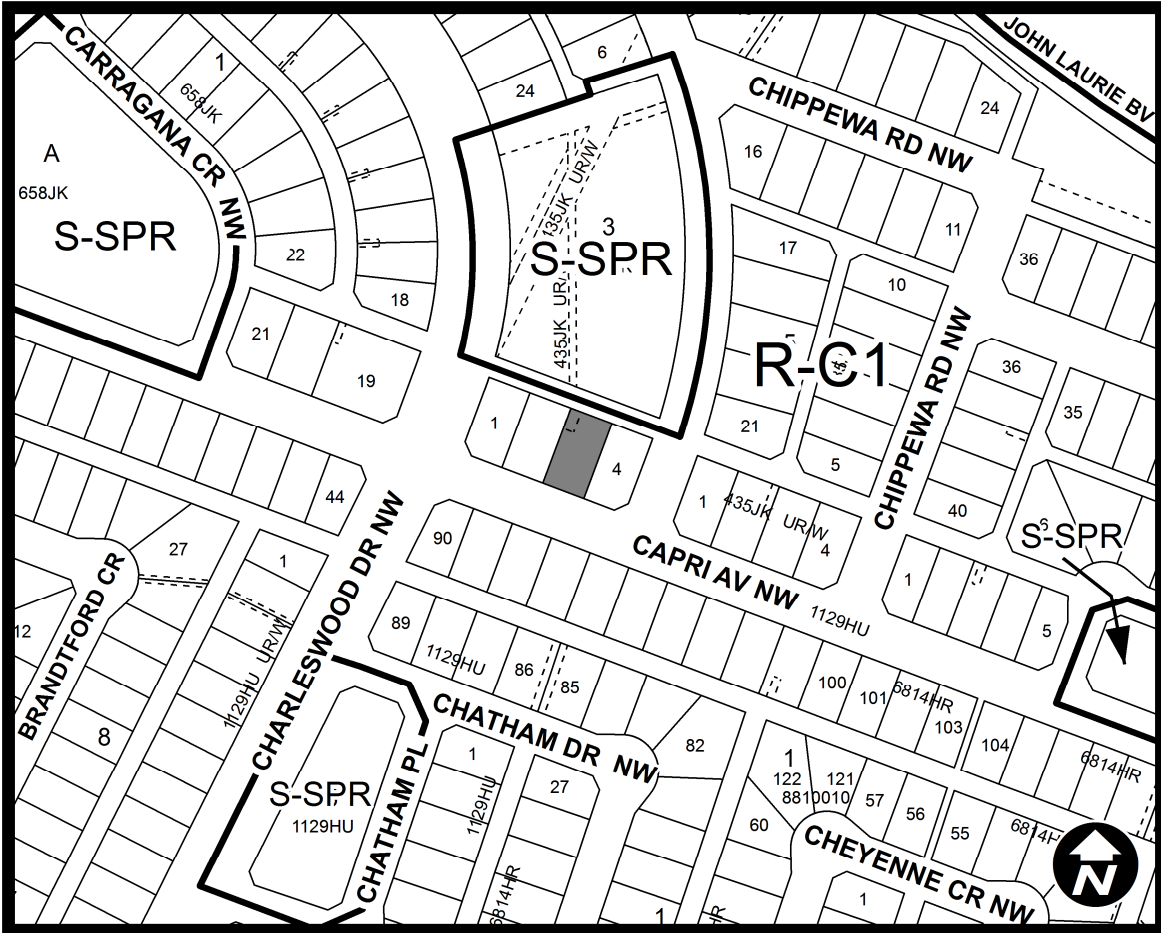 JOHN LAURIE BV
CARRAGANA CR NW
1
658JK
6
24
CHIPPEWA RD NW
24
A
658JK
S-SPR
16
11
22
18
435JK UR/W
3
S-SPR
435JK UR/
17
10
36
21
19
R-C1
CHIPPEWA RD NW
36
35
1
4
21
5
40
S-SPR
6
44
1
435JK UR/W
4
27
1
CHARLESWOOD DR NW
90
CAPRI AV NW
1129HU
1
5
BRANDTFORD CR
12
8
1129HU UR/W
89
1129HU
86
85
100
101
6814HR
103
104
6814HR
CHATHAM DR NW
82
S-SPR
1129HU
CHATHAM PL
1
1129HU
27
6814HR
1
122
121
8810010
57
56
55
60
CHEYENNE CR NW
1
1
HR
N